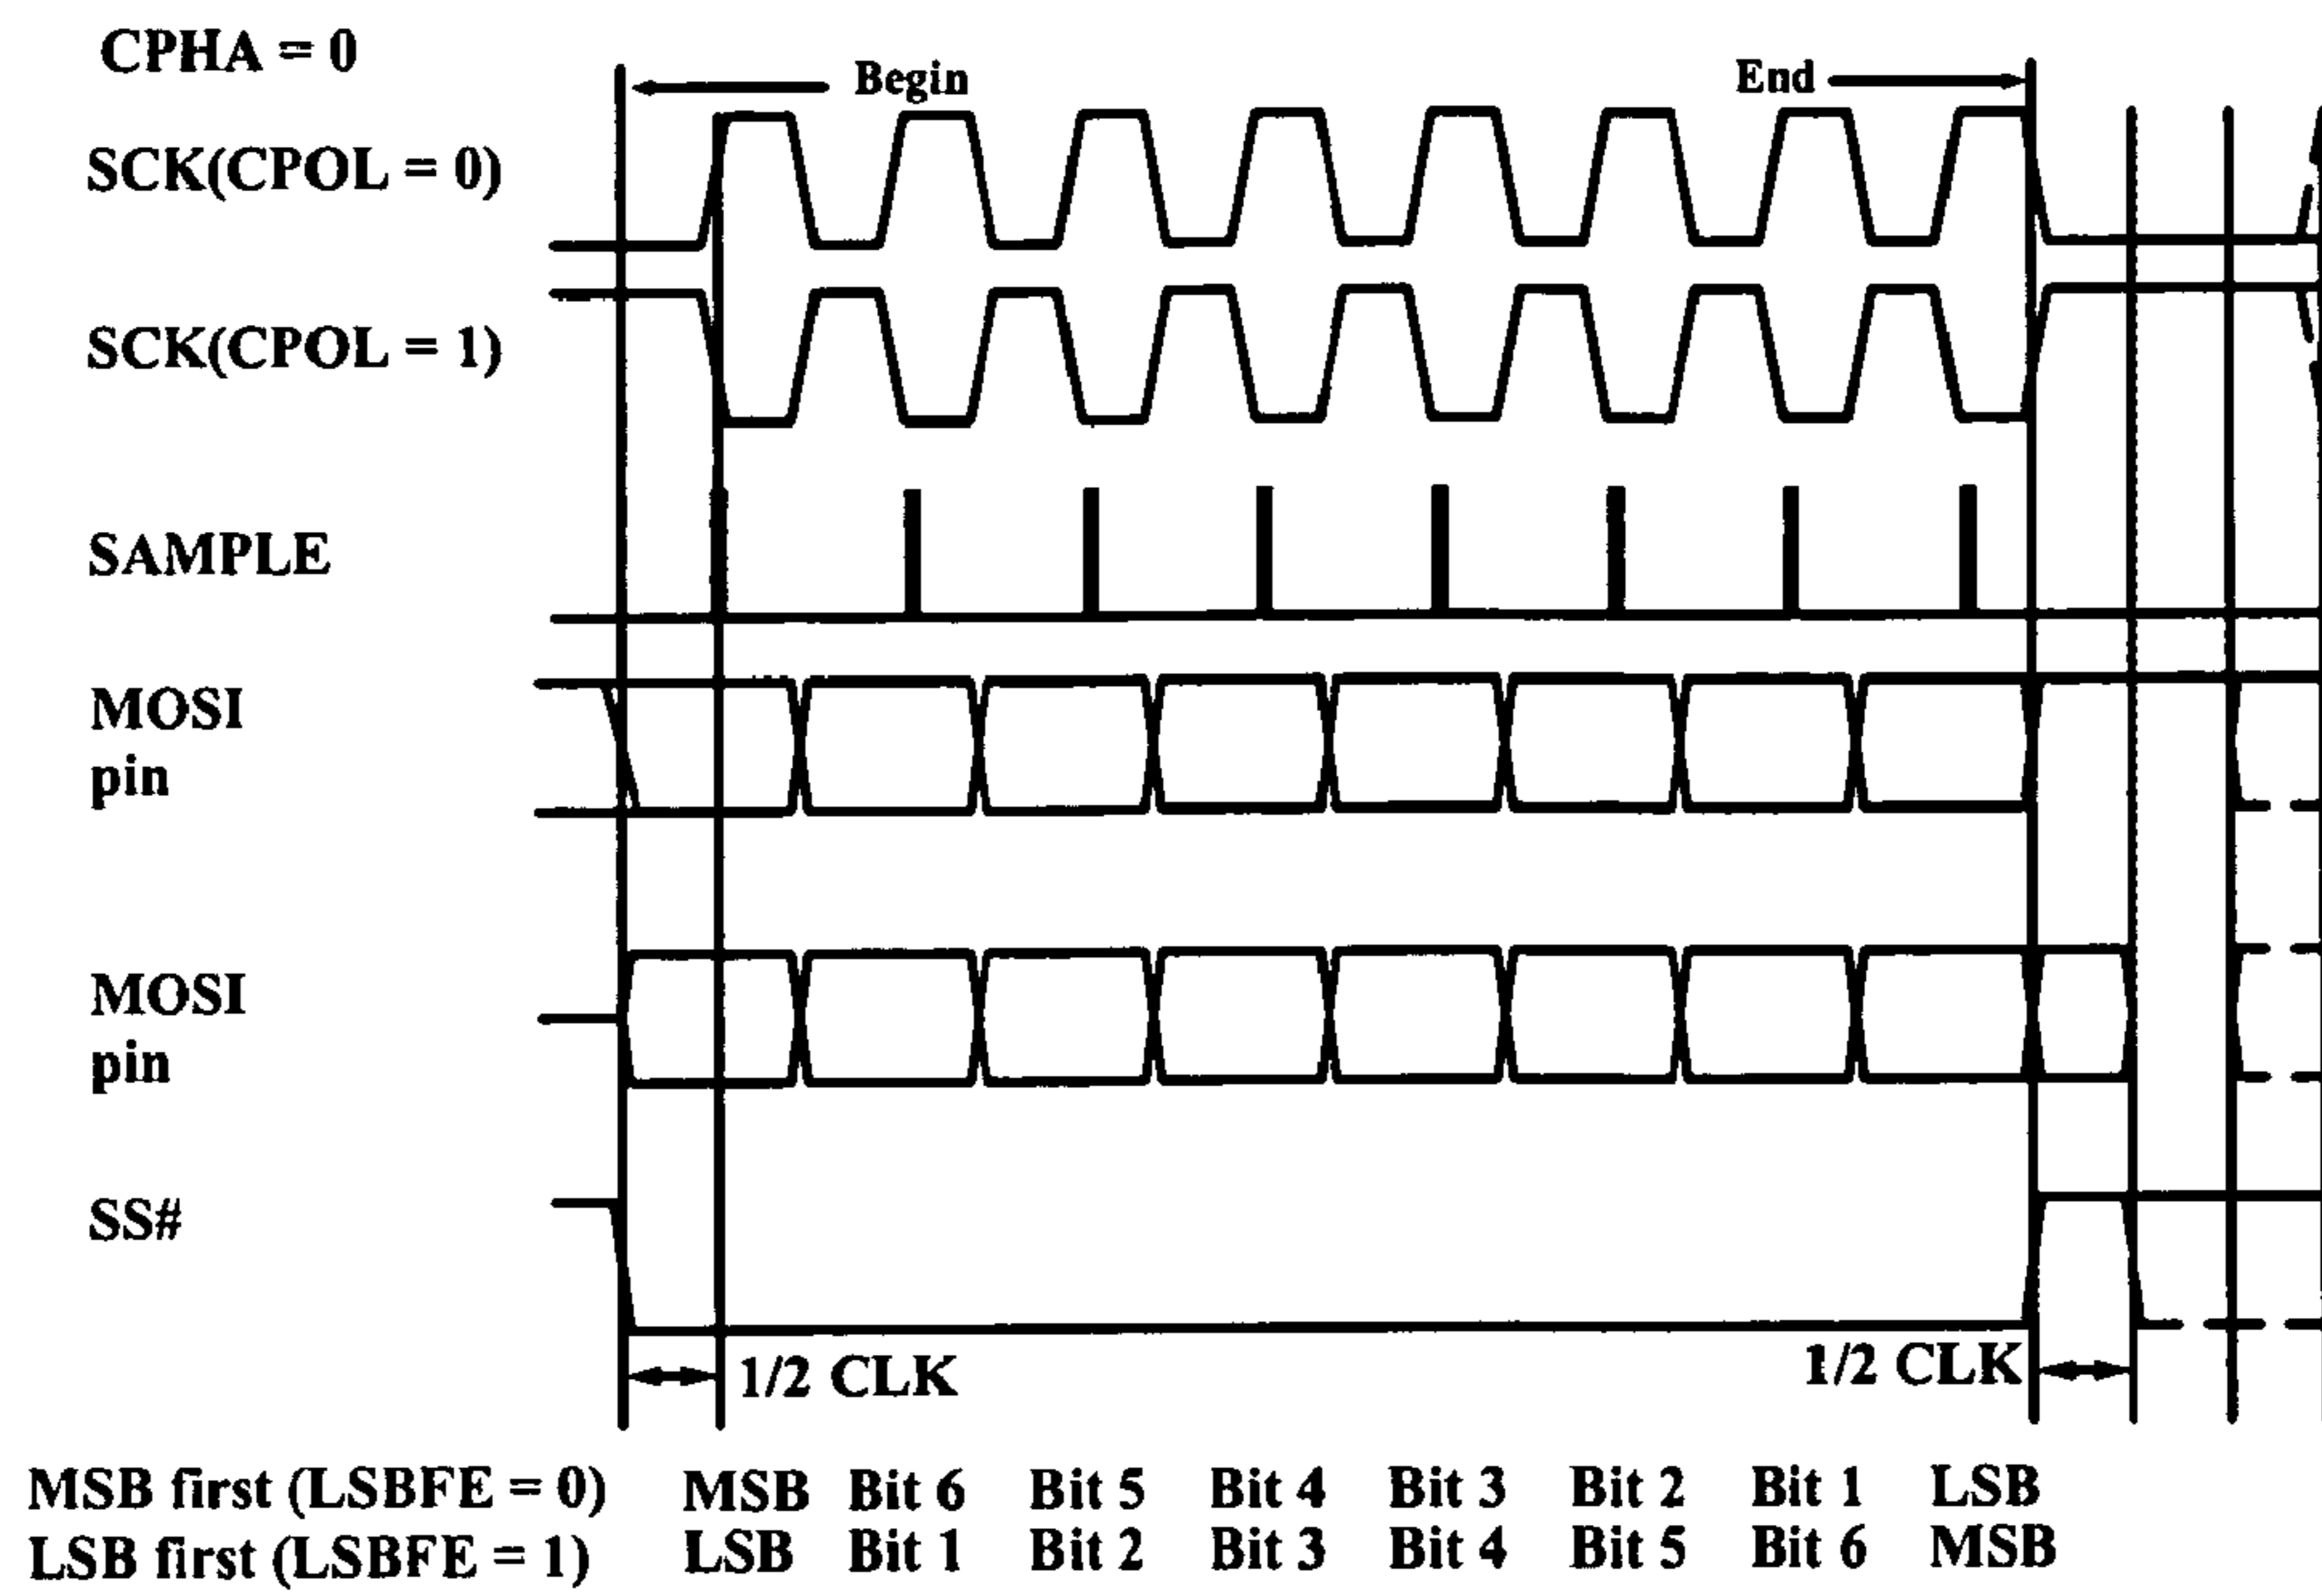 CPHA = 0
Begin
End
SCK(CPOL = 0)
SCK(CPOL = 1)
SAMPLE
MOSI
pin
MOSI
pin
SS#
1/2 CLK
1/2 CLK
MSB first (LSBFE = 0) MSB Bit 6 Bit 5 Bit 4 Bit 3 Bit 2 Bit 1 LSB
LSB first (LSBFE = 1) LSB Bit 1 Bit 2 Bit 3 Bit 4 Bit 5 Bit 6 MSB